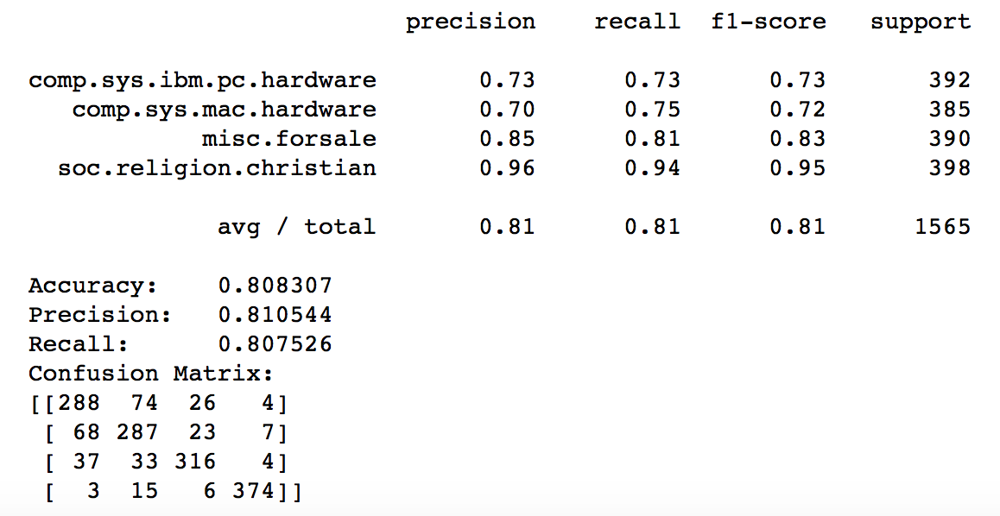 precision recall f1-score support
comp.sys.ibm.pc.hardware 0.73 0.73 0.73 392
comp.sys.mac.hardware 0.70 0.75 0.72 385
misc.forsale 0.85 0.81 0.83 390
soc.religion.christian 0.96 0.94 0.95 398
avg / total 0.81 0.81 0.81 1565
Accuracy: 0.808307
Precision: 0.810544
Recall: 0.807526
Confusion Matrix:
[[288 74 26 4]
[ 68 287 23 7]
[ 37 33 316 4]
[ 3 15 6 374]]